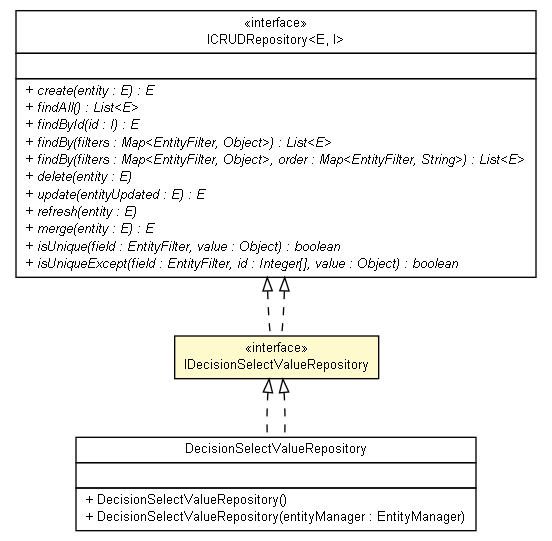 «interface»
ICRUDRepository<E, I>
+ create(entity : E) : E
+ findAll() : List<E>
+ findById(id : I) : E
+ findBy(filters : Map<EntityFilter, Object>) : List<E>
+ findBy(filters : Map<EntityFilter, Object>, order : Map<EntityFilter, String>) : List<E>
+ delete(entity : E)
+ update(entityUpdated : E) : E
+ refresh(entity : E)
+ merge(entity : E) : E
+ isUnique(field : EntityFilter, value : Object) : boolean
+ isUniqueExcept(field : EntityFilter, id : Integer[], value : Object) : boolean
«interface»
IDecisionSelectValueRepository
DecisionSelectValueRepository
+ DecisionSelectValueRepository()
+ DecisionSelectValueRepository(entityManager : EntityManager)